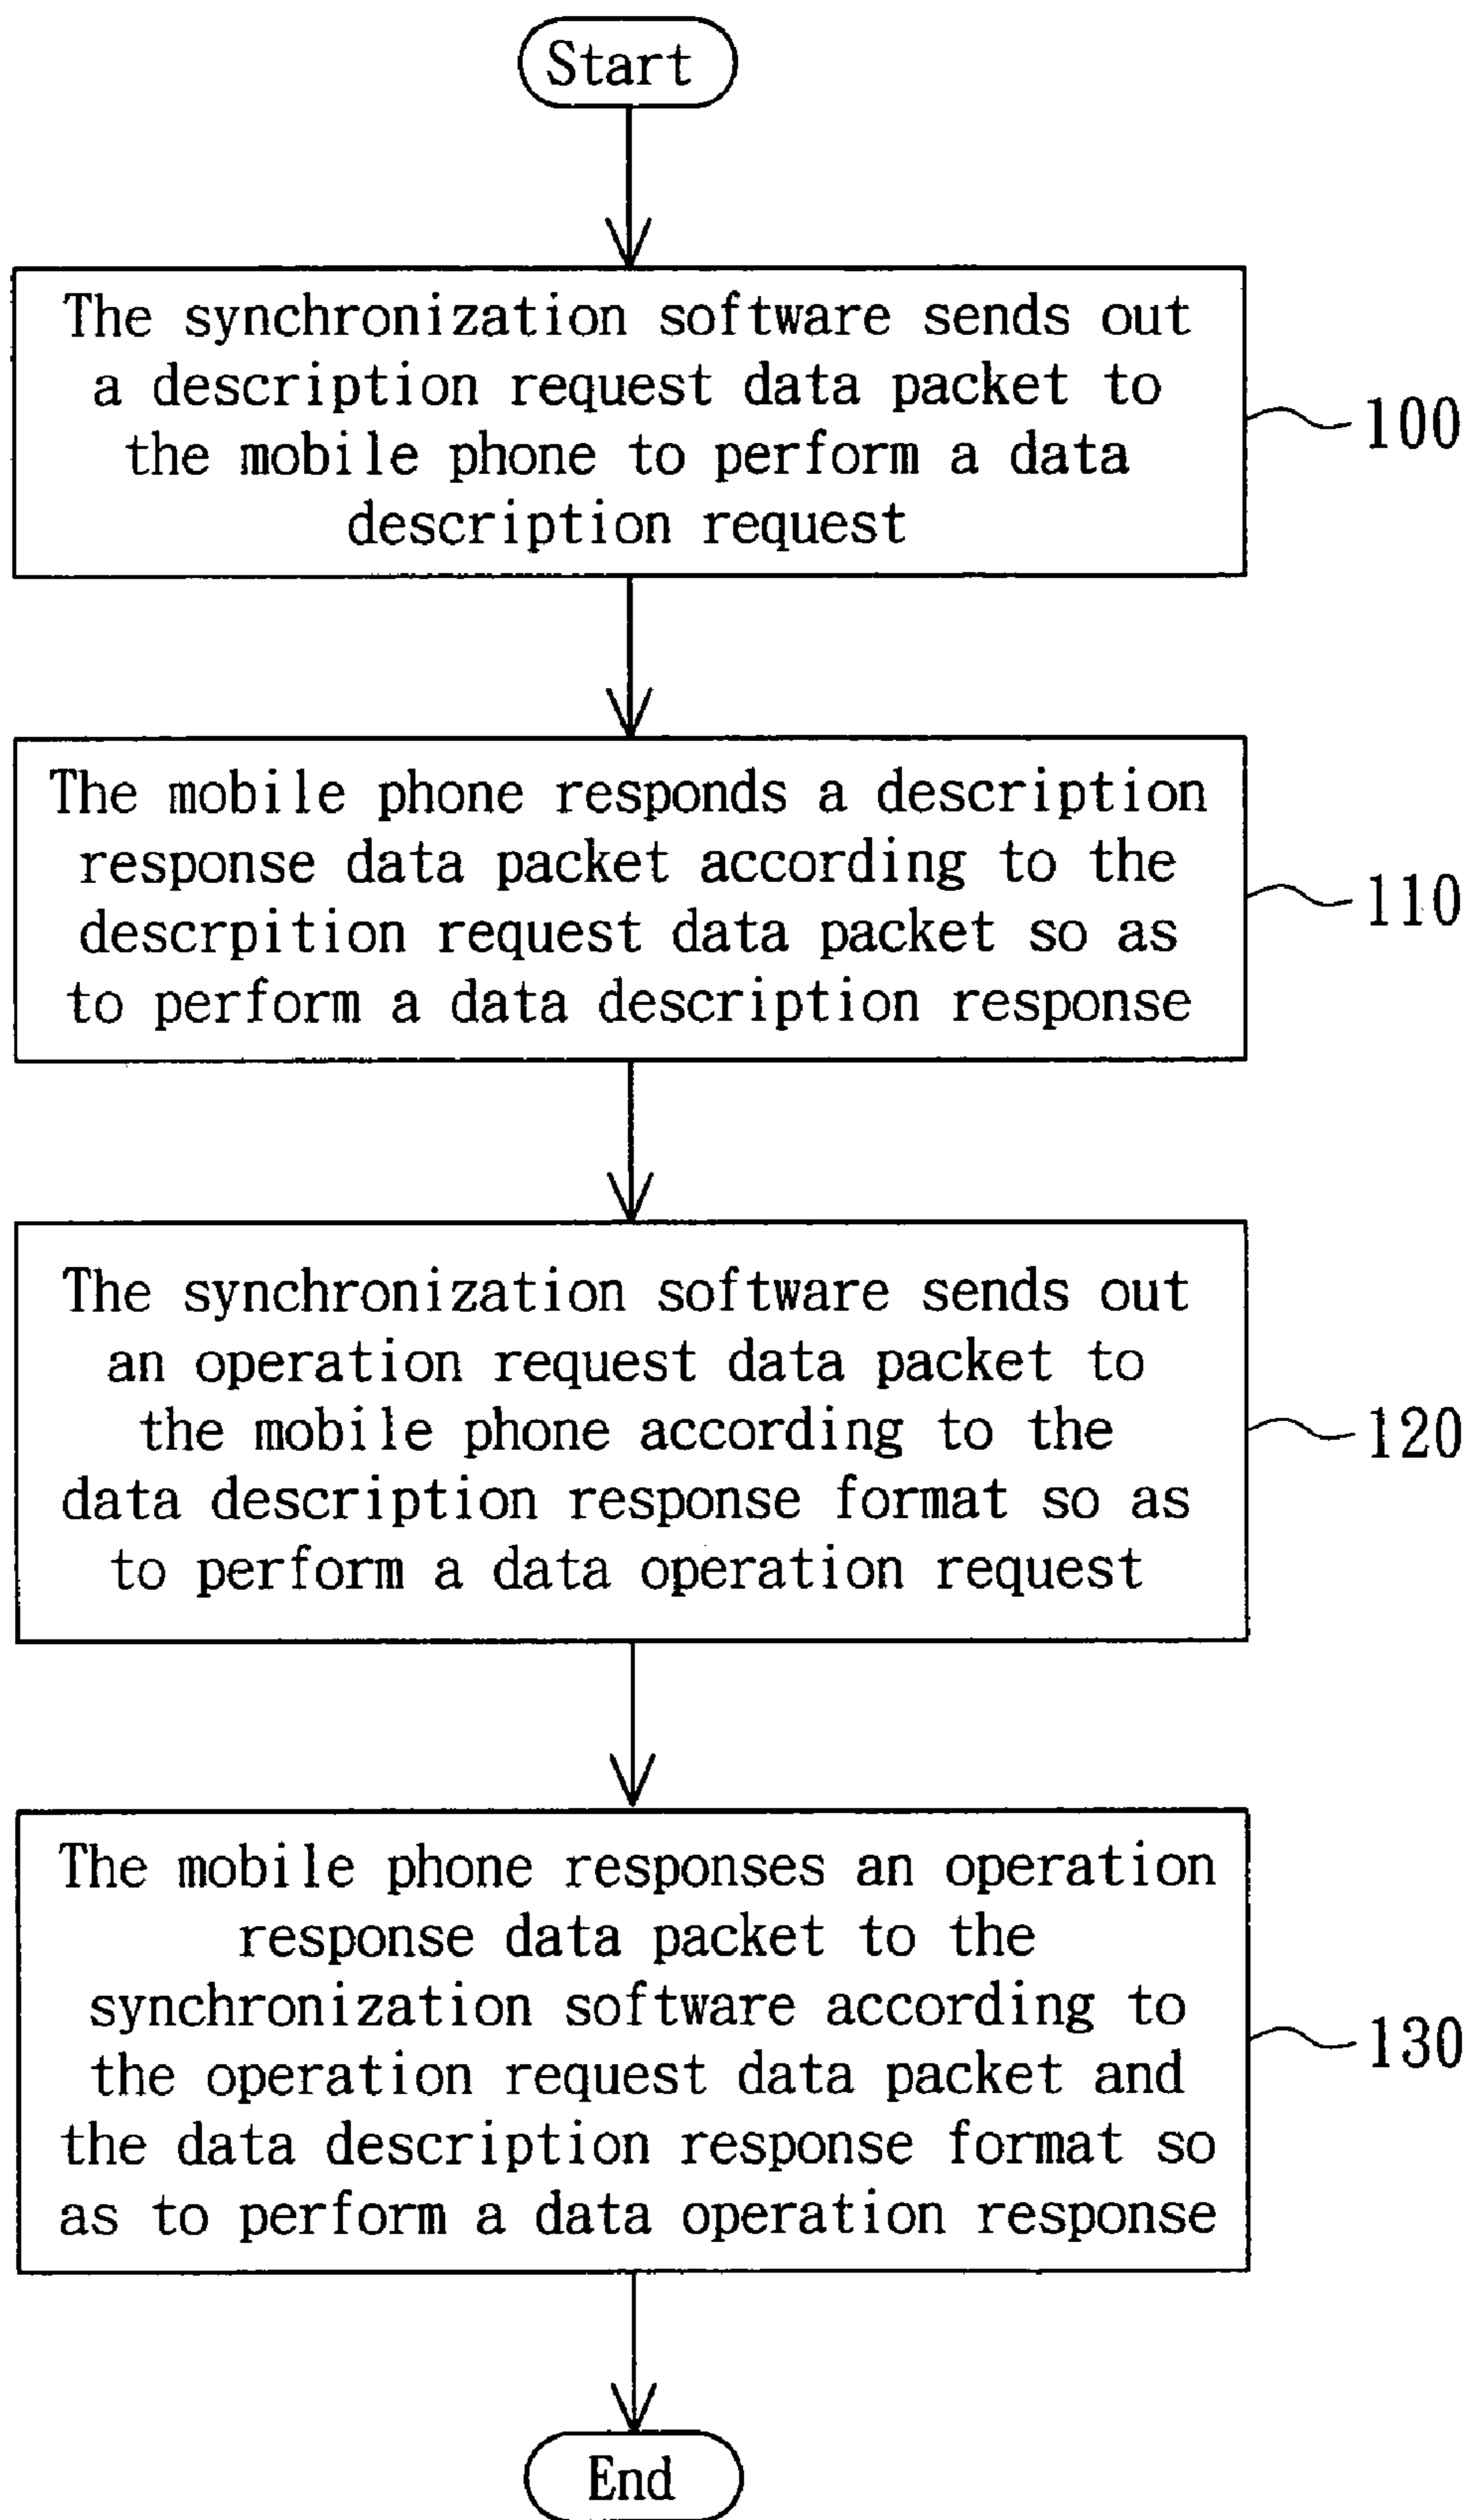 Start
The synchronization software sends out
a description request data packet to
the mobile phone to perform a data
description request
100
The mobile phone responds a description
response data packet according to the
descrpition request data packet so as
to perform a data description response
110
The synchronization software sends out
an operation request data packet to
the mobile phone according to the
data description response format so as
to perform a data operation request
120
The mobile phone responses an operation
response data packet to the
synchronization software according to
the operation request data packet and
the data description response format so
as to perform a data operation response
130
End